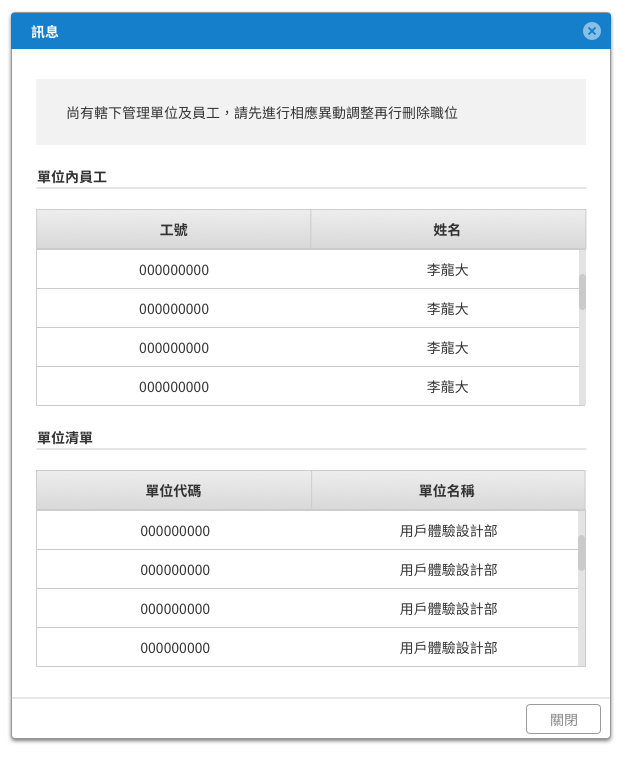 訊息
尚有轄下管理單位及員工，請先進行相應異動調整再行刪除職位
單位內員工
工號 姓名
000000000 李龍大
000000000 李龍大
000000000 李龍大
000000000 李龍大
單位清單
單位代碼 單位名稱
000000000 用戶體驗設計部
000000000 用戶體驗設計部
000000000 用戶體驗設計部
000000000 用戶體驗設計部
關閉